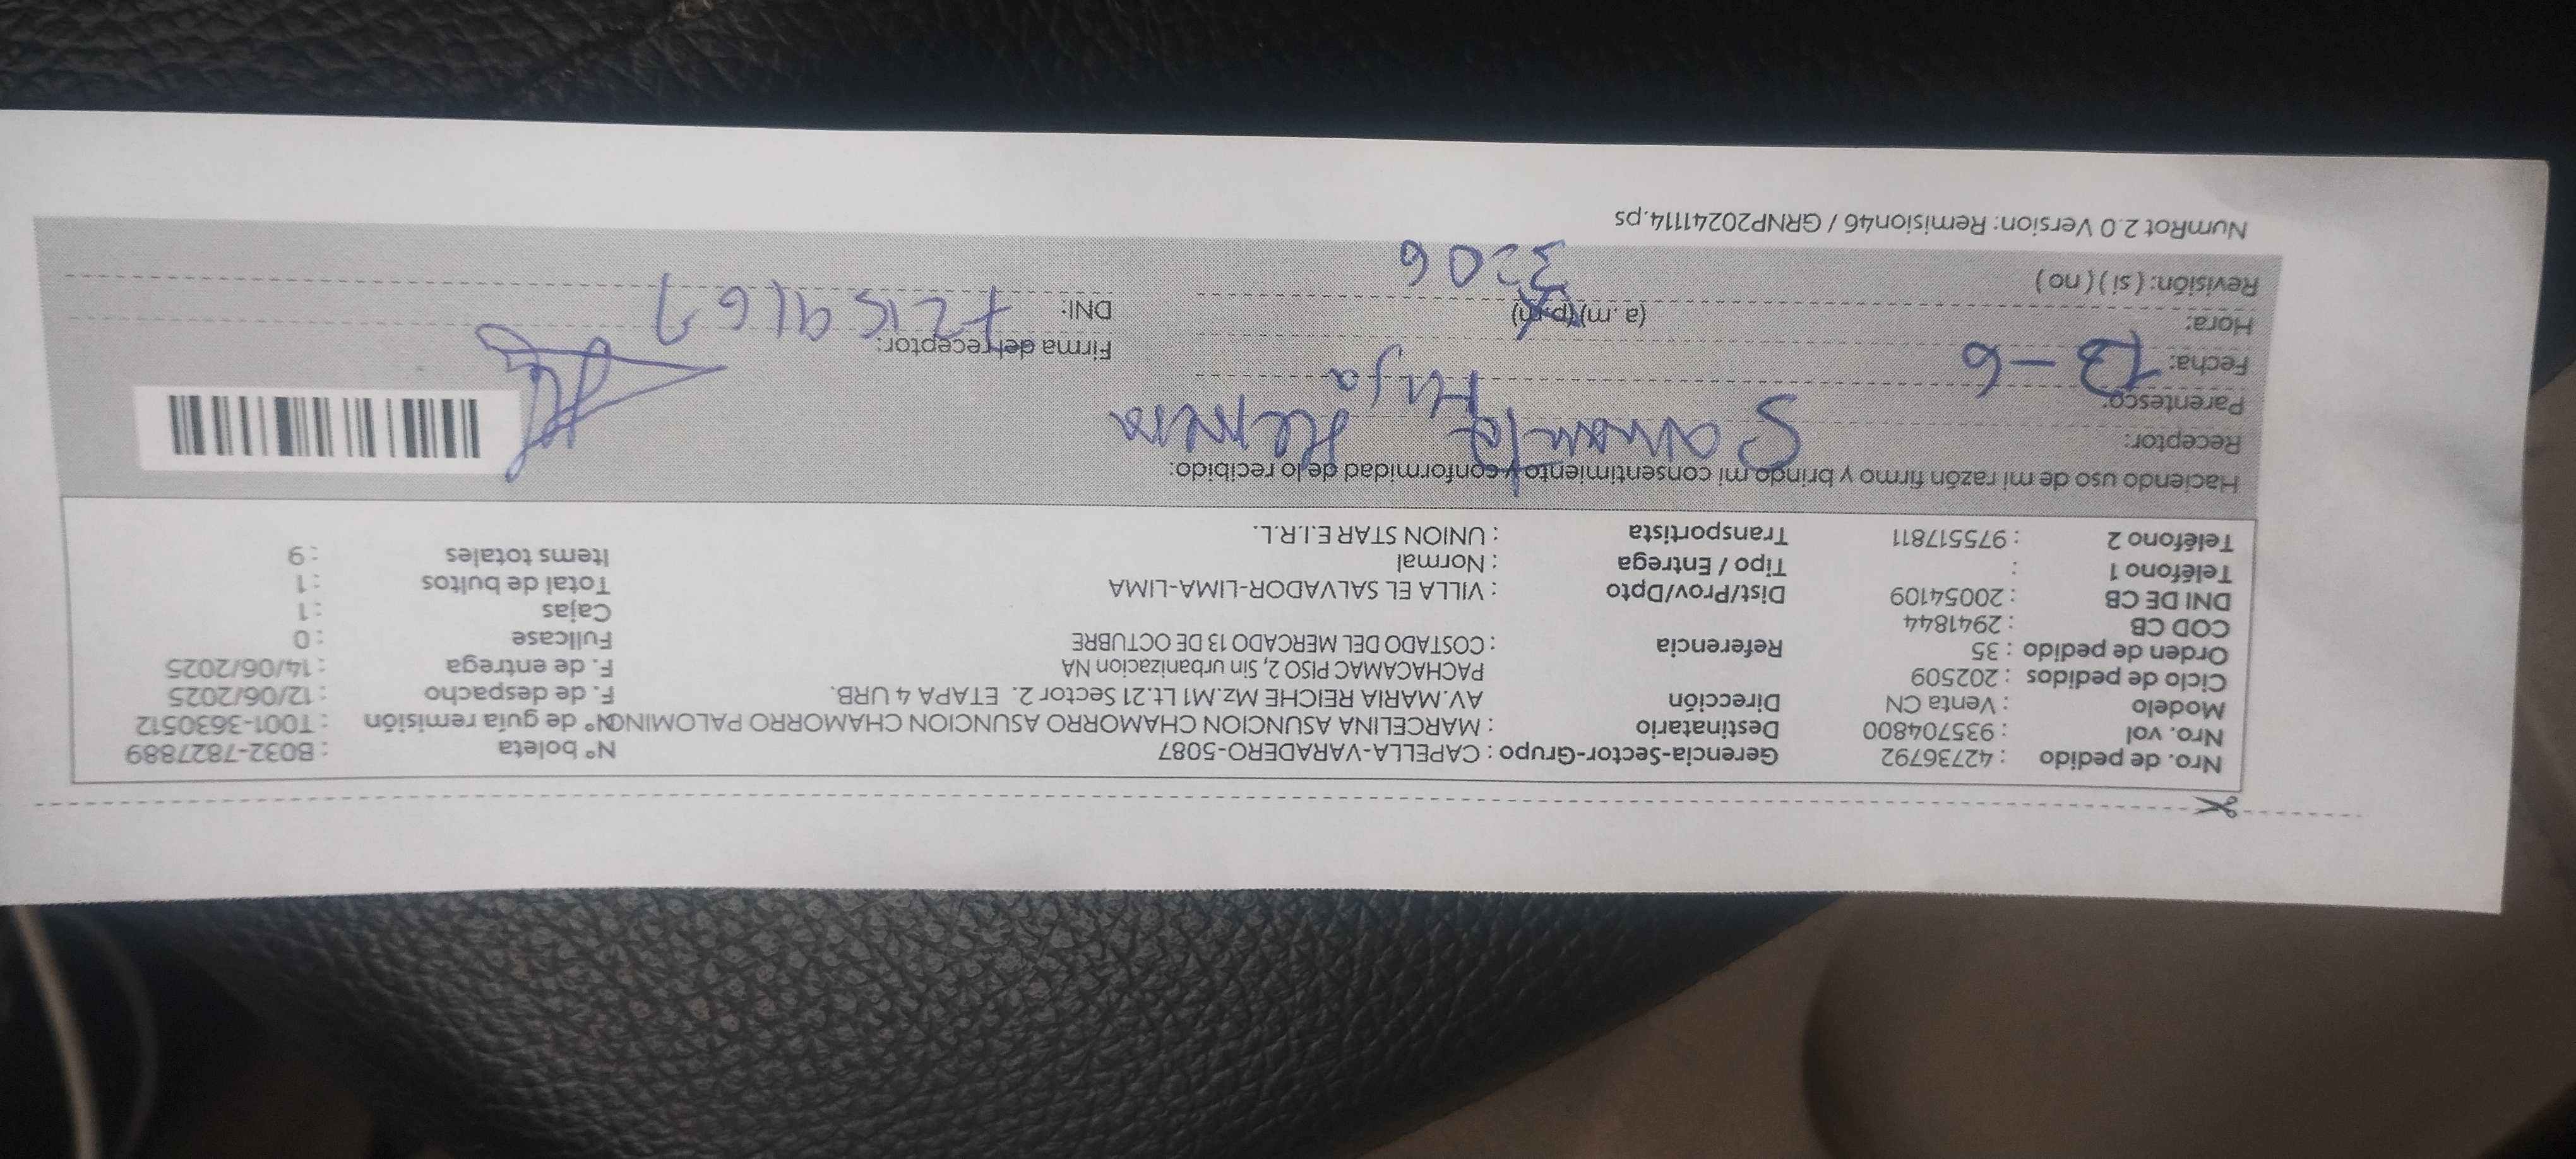 Nro. de pedido : 42736792 Gerencia-Sector-Grupo : CAPELLA-VARADERO-5087 N° boleta : B032-7827889
Nro. vol : 935704800 Destinatario : MARCELINA ASUNCION CHAMORRO ASUNCION CHAMORRO PALOMINO N° de guía remisión : T001-3630512
Modelo : Venta CN Dirección AV.MARIA REICHE Mz.M1 Lt.21 Sector 2. ETAPA 4 URB. F. de despacho : 12/06/2025
Ciclo de pedidos : 202509 PACHACAMAC PISO 2, Sin urbanizacion NA F. de entrega : 14/06/2025
Orden de pedido : 35 Referencia : COSTADO DEL MERCADO 13 DE OCTUBRE Fullcase : 0
COD CB : 2941844 Cajas : 1
DNI DE CB : 20054109 Dist/Prov/Dpto : VILLA EL SALVADOR-LIMA-LIMA Total de bultos : 1
Teléfono 1 : Tipo / Entrega : Normal Items totales : 9
Teléfono 2 : 975517811 Transportista : UNION STAR E.I.R.L.
Haciendo uso de mi razón firmo y brindo mi consentimiento y conformidad de lo recibido:
Receptor: Herrera
Parentesco: Hija
Fecha: 13-6 Firma del receptor:
Hora: (a.m) (p.m) DNI:
Revisión: ( si ) ( no )
NumRot 2.0 Version: Remision46 / GRNP20241114.ps